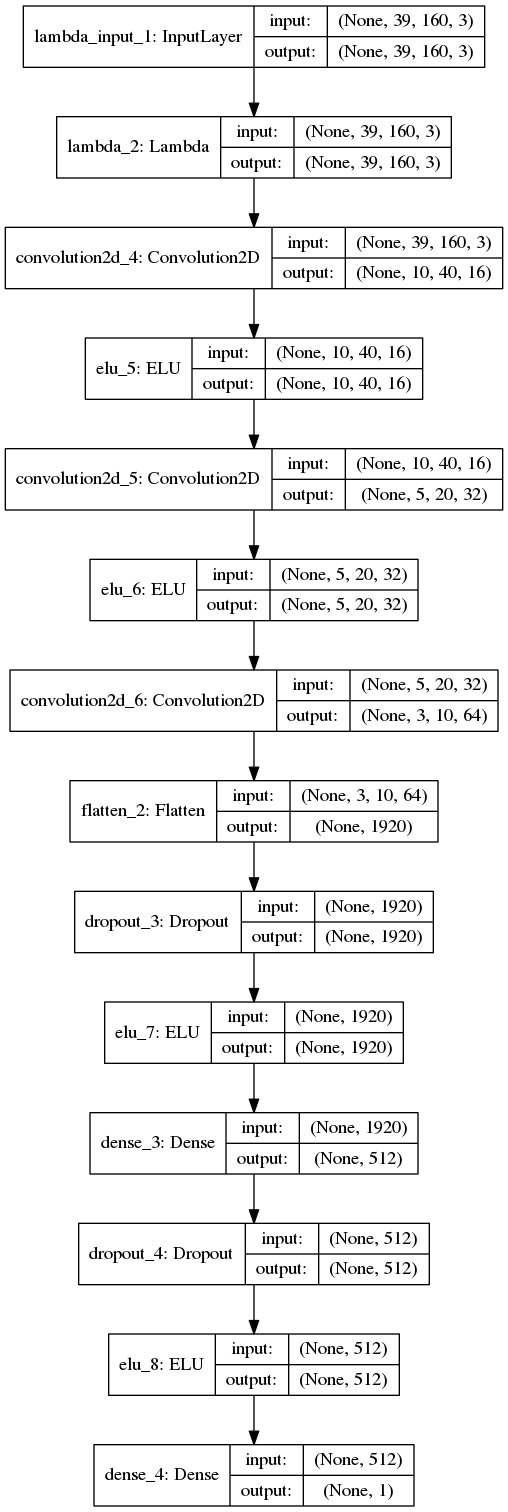 lambda_input_1: InputLayer
input: (None, 39, 160, 3)
output: (None, 39, 160, 3)
lambda_2: Lambda
input: (None, 39, 160, 3)
output: (None, 39, 160, 3)
convolution2d_4: Convolution2D
input: (None, 39, 160, 3)
output: (None, 10, 40, 16)
elu_5: ELU
input: (None, 10, 40, 16)
output: (None, 10, 40, 16)
convolution2d_5: Convolution2D
input: (None, 10, 40, 16)
output: (None, 5, 20, 32)
elu_6: ELU
input: (None, 5, 20, 32)
output: (None, 5, 20, 32)
convolution2d_6: Convolution2D
input: (None, 5, 20, 32)
output: (None, 3, 10, 64)
flatten_2: Flatten
input: (None, 3, 10, 64)
output: (None, 1920)
dropout_3: Dropout
input: (None, 1920)
output: (None, 1920)
elu_7: ELU
input: (None, 1920)
output: (None, 1920)
dense_3: Dense
input: (None, 1920)
output: (None, 512)
dropout_4: Dropout
input: (None, 512)
output: (None, 512)
elu_8: ELU
input: (None, 512)
output: (None, 512)
dense_4: Dense
input: (None, 512)
output: (None, 1)